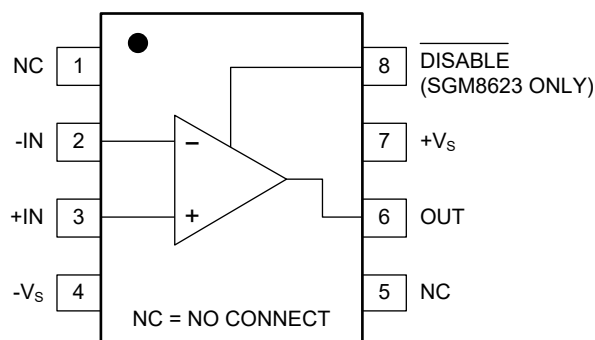 NC 1
8 DISABLE
(SGM8623 ONLY)
-IN 2
−
7 +VS
+IN 3
+
6 OUT
-VS 4
5 NC
NC = NO CONNECT